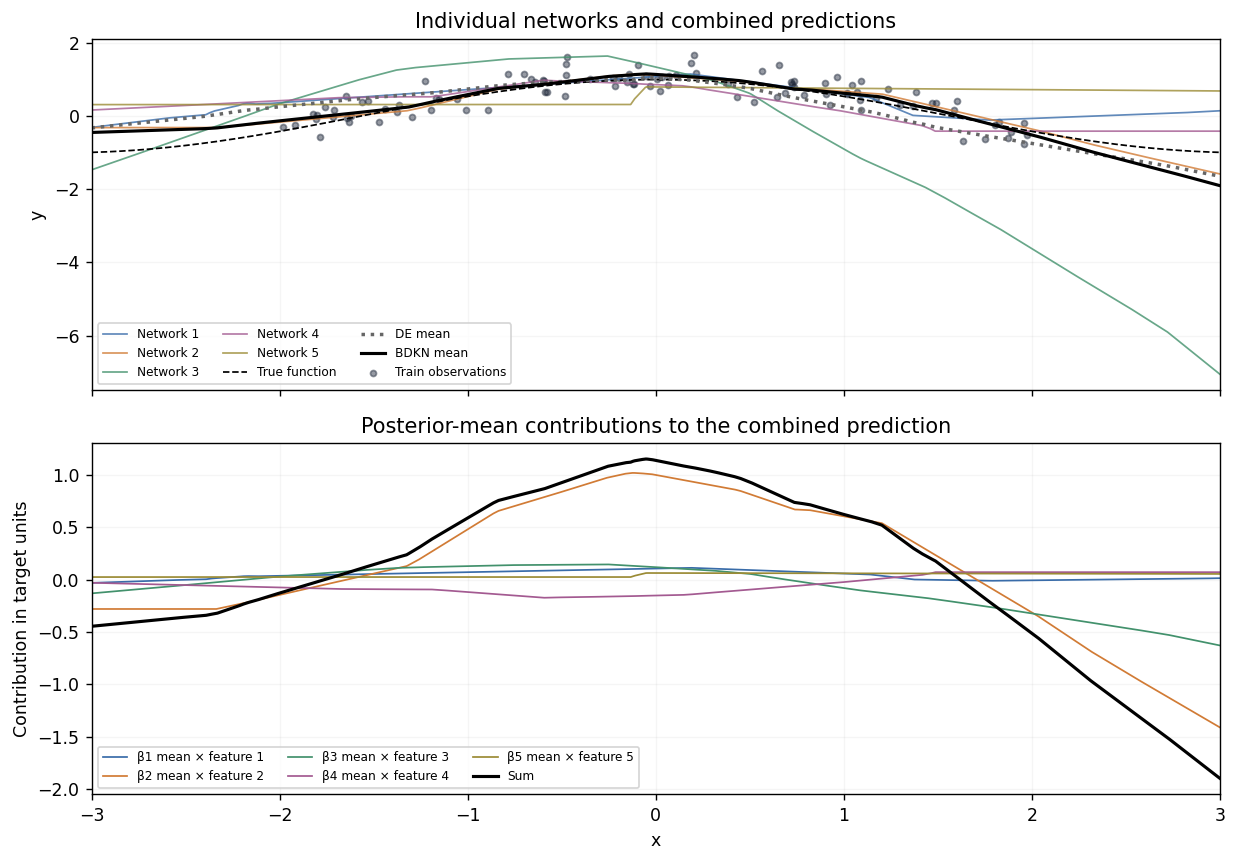 Individual networks and combined predictions
2
0
−2
−4
−6
y
Network 1
Network 2
Network 3
Network 4
Network 5
True function
DE mean
BDKN mean
Train observations
Posterior-mean contributions to the combined prediction
1.0
0.5
0.0
−0.5
−1.0
−1.5
−2.0
Contribution in target units
β1 mean × feature 1
β2 mean × feature 2
β3 mean × feature 3
β4 mean × feature 4
β5 mean × feature 5
Sum
−3
−2
−1
0
1
2
3
x